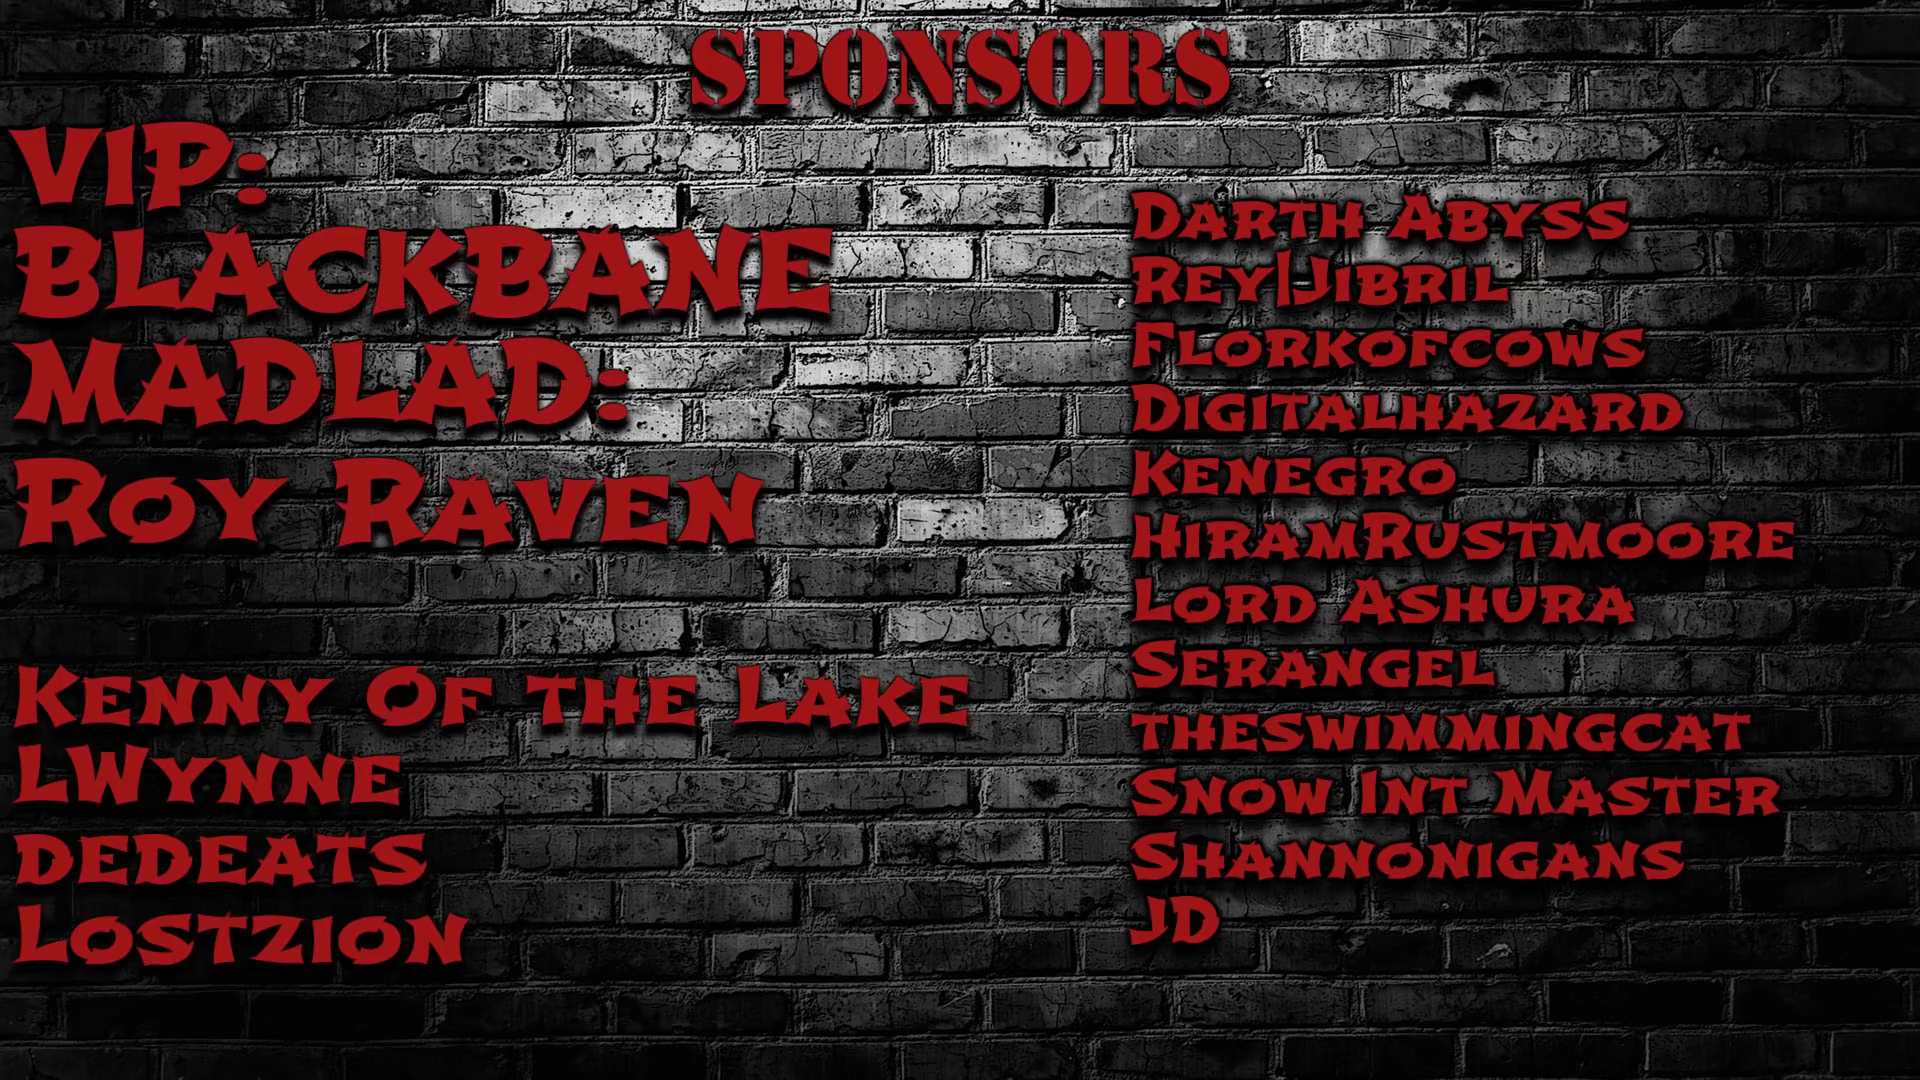 SPONSORS
VIP:
BLACKBANE
MADLAD:
Roy Raven
Kenny Of the Lake
LWynne
dedeats
Lostzion
Darth Abyss
Rey|Jibril
Florkofcows
Digitalhazard
Kenegro
HiramRustmoore
Lord Ashura
Serangel
theswimmingcat
Snow Int Master
Shannonigans
JD